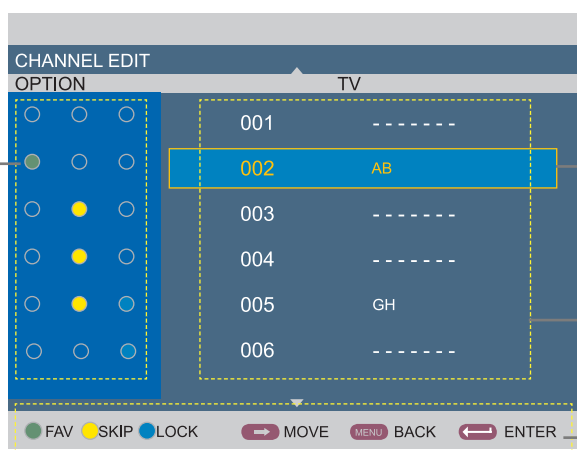 CHANNEL EDIT
OPTION TV
001 - - - - - - -
002 AB
003 - - - - - - -
004 - - - - - - -
005 GH
006 - - - - - - -
FAV SKIP LOCK MOVE MENU BACK ENTER